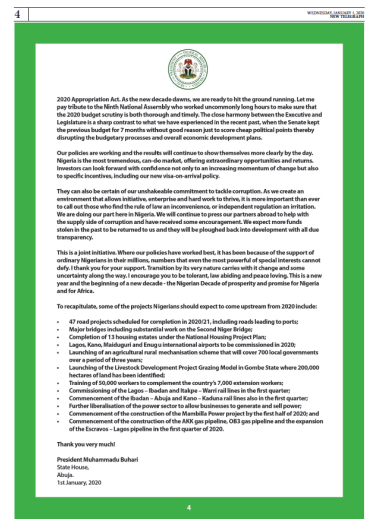 4
WEDNESDAY, JANUARY 1, 2020
NEW TELEGRAPH
2020 Appropriation Act. As the new decade dawns, we are ready to hit the ground running. Let me
pay tribute to the Ninth National Assembly who worked uncommonly long hours to make sure that
the 2020 budget scrutiny is both thorough and timely. The close harmony between the Executive and
Legislature is a sharp contrast to what we have experienced in the recent past, when the Senate kept
the previous budget for 7 months without good reason just to score cheap political points thereby
disrupting the budgetary processes and overall economic development plans.
Our policies are working and the results will continue to show themselves more clearly by the day.
Nigeria is the most tremendous, can-do market, offering extraordinary opportunities and returns.
Investors can look forward with confidence not only to an increasing momentum of change but also
to specific incentives, including our new visa-on-arrival policy.
They can also be certain of our unshakeable commitment to tackle corruption. As we create an
environment that allows initiative, enterprise and hard work to thrive, it is more important than ever
to call out those who find the rule of law an inconvenience, or independent regulation an irritation.
We are doing our part here in Nigeria. We will continue to press our partners abroad to help with
the supply side of corruption and have received some encouragement. We expect more funds
stolen in the past to be returned to us and they will be ploughed back into development with all due
transparency.
This is a joint initiative. Where our policies have worked best, it has been because of the support of
ordinary Nigerians in their millions, numbers that even the most powerful of special interests cannot
defy. I thank you for your support. Transition by its very nature carries with it change and some
uncertainty along the way. I encourage you to be tolerant, law abiding and peace loving. This is a new
year and the beginning of a new decade - the Nigerian Decade of prosperity and promise for Nigeria
and for Africa.
To recapitulate, some of the projects Nigerians should expect to come upstream from 2020 include:
• 47 road projects scheduled for completion in 2020/21, including roads leading to ports;
• Major bridges including substantial work on the Second Niger Bridge;
• Completion of 13 housing estates under the National Housing Project Plan;
• Lagos, Kano, Maiduguri and Enugu international airports to be commissioned in 2020;
• Launching of an agricultural rural mechanisation scheme that will cover 700 local governments
over a period of three years;
• Launching of the Livestock Development Project Grazing Model in Gombe State where 200,000
hectares of land has been identified;
• Training of 50,000 workers to complement the country's 7,000 extension workers;
• Commissioning of the Lagos – Ibadan and Itakpe – Warri rail lines in the first quarter;
• Commencement of the Ibadan – Abuja and Kano – Kaduna rail lines also in the first quarter;
• Further liberalisation of the power sector to allow businesses to generate and sell power;
• Commencement of the construction of the Mambilla Power project by the first half of 2020; and
• Commencement of the construction of the AKK gas pipeline, OB3 gas pipeline and the expansion
of the Escravos – Lagos pipeline in the first quarter of 2020.
Thank you very much!
President Muhammadu Buhari
State House,
Abuja.
1st January, 2020
4